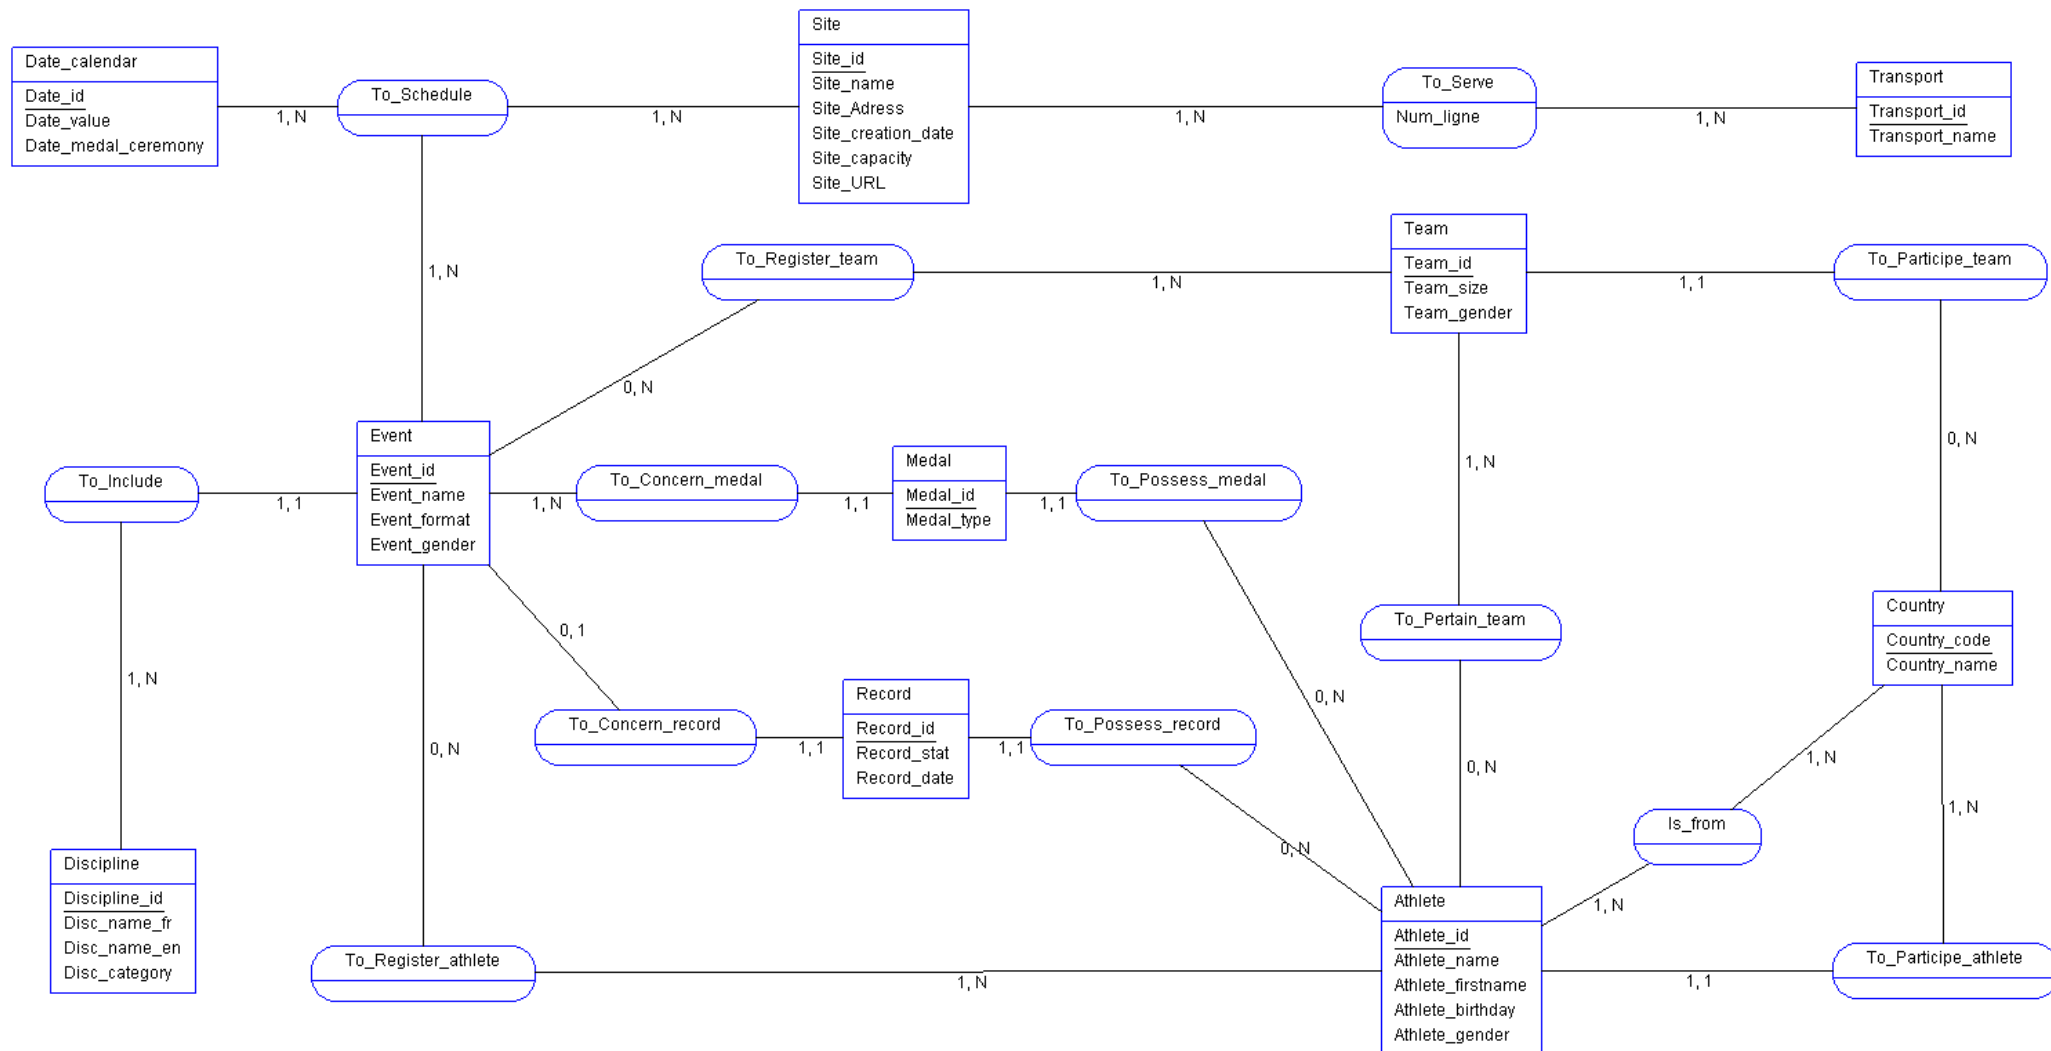 Date_calendar
Date_id
Date_value
Date_medal_ceremony
1, N
To_Schedule
1, N
Site
Site_id
Site_name
Site_Adress
Site_creation_date
Site_capacity
Site_URL
1, N
To_Serve
Num_ligne
1, N
Transport
Transport_id
Transport_name
1, N
To_Register_team
1, N
Team
Team_id
Team_size
Team_gender
1, 1
To_Participe_team
0, N
0, N
1, N
Event
Event_id
Event_name
Event_format
Event_gender
To_Include
1, 1
1, N
To_Concern_medal
1, 1
Medal
Medal_id
Medal_type
1, 1
To_Possess_medal
0, N
To_Pertain_team
0, N
Country
Country_code
Country_name
1, N
0, 1
To_Concern_record
1, 1
Record
Record_id
Record_stat
Record_date
1, 1
To_Possess_record
0, N
1, N
Is_from
1, N
1, N
0, N
Discipline
Discipline_id
Disc_name_fr
Disc_name_en
Disc_category
To_Register_athlete
1, N
Athlete
Athlete_id
Athlete_name
Athlete_firstname
Athlete_birthday
Athlete_gender
1, 1
To_Participe_athlete